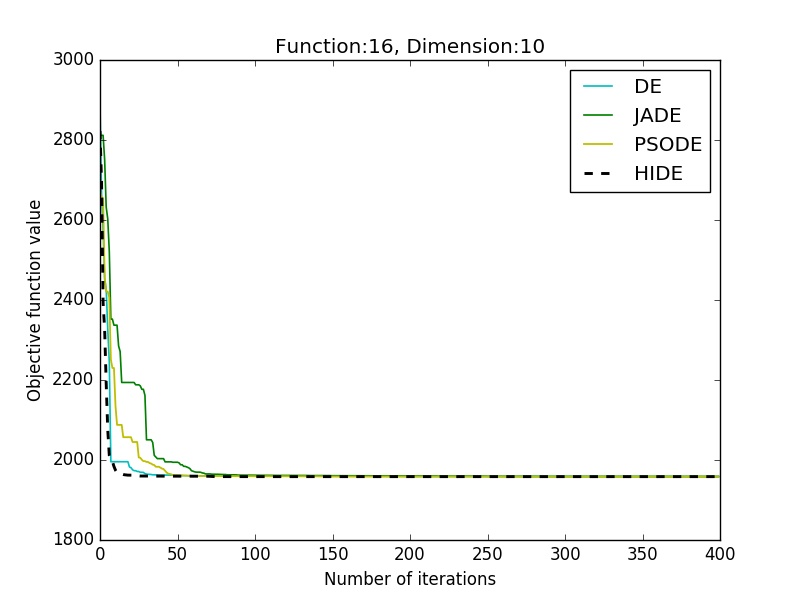 Function:16, Dimension:10
3000
2800
2600
2400
2200
2000
1800
Objective function value
DE
JADE
PSODE
HIDE
0 50 100 150 200 250 300 350 400
Number of iterations